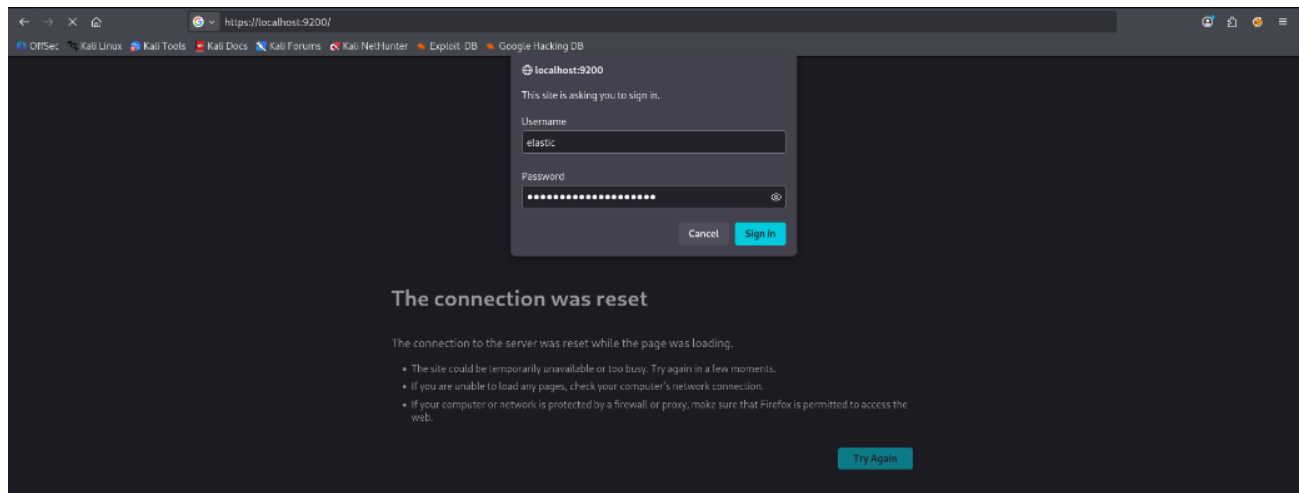 https://localhost:9200/
OffSec Kali Linux Kali Tools Kali Docs Kali Forums Kali NetHunter Exploit-DB Google Hacking DB
localhost:9200
This site is asking you to sign in.
Username
elastic
Password
••••••••••••••••••••
Cancel Sign in
The connection was reset
The connection to the server was reset while the page was loading.
• The site could be temporarily unavailable or too busy. Try again in a few moments.
• If you are unable to load any pages, check your computer's network connection.
• If your computer or network is protected by a firewall or proxy, make sure that Firefox is permitted to access the
web.
Try Again